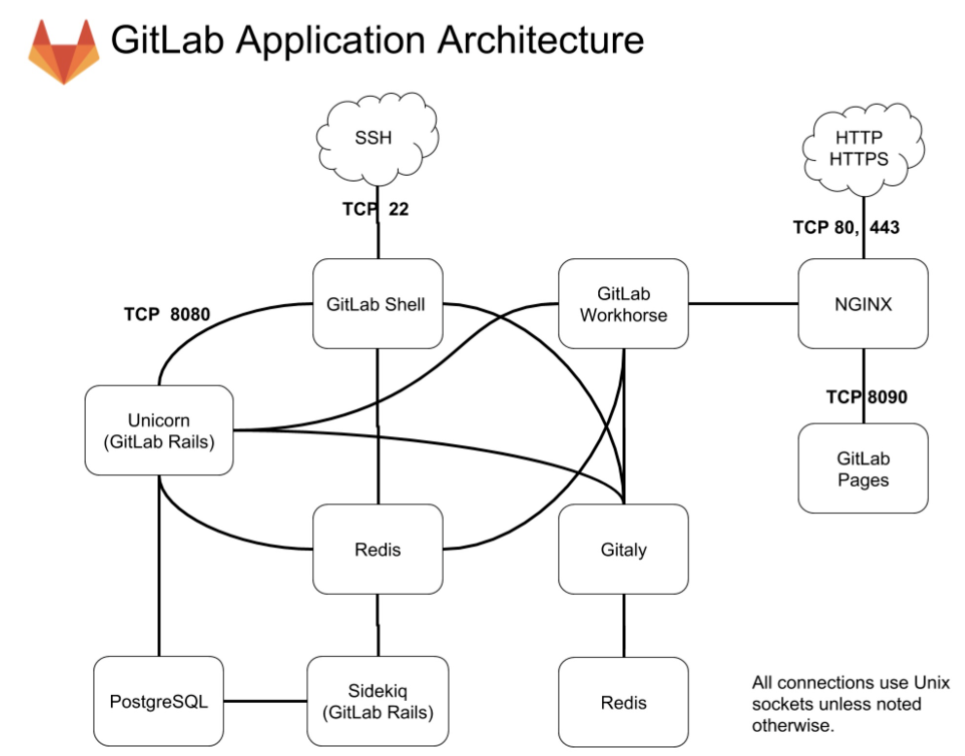 GitLab Application Architecture
SSH
HTTP
HTTPS
TCP 22
TCP 80, 443
GitLab Shell
GitLab
Workhorse
NGINX
TCP 8080
TCP 8090
Unicorn
(GitLab Rails)
GitLab
Pages
Redis
Gitaly
PostgreSQL
Sidekiq
(GitLab Rails)
Redis
All connections use Unix
sockets unless noted
otherwise.